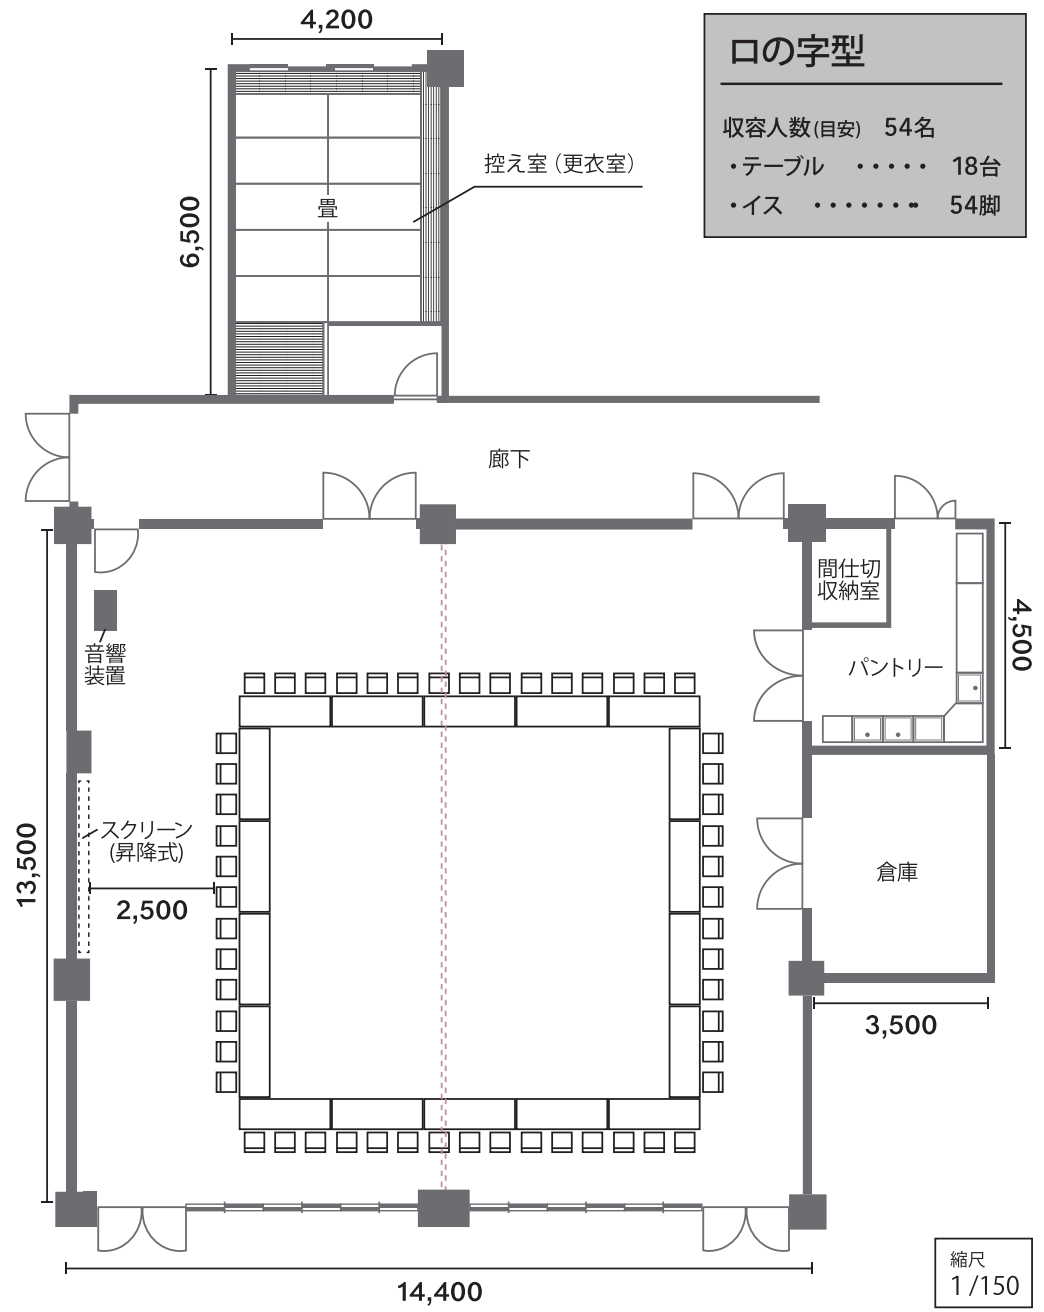 4,200
ロの字型
収容人数(目安) 54名
・テーブル ・・・・・ 18台
・イス ・・・・・・・・ 54脚
控え室（更衣室）
畳
6,500
廊下
間仕切
収納室
4,500
音響
装置
パントリー
スクリーン
(昇降式)
13,500
2,500
倉庫
3,500
縮尺
1/150
14,400